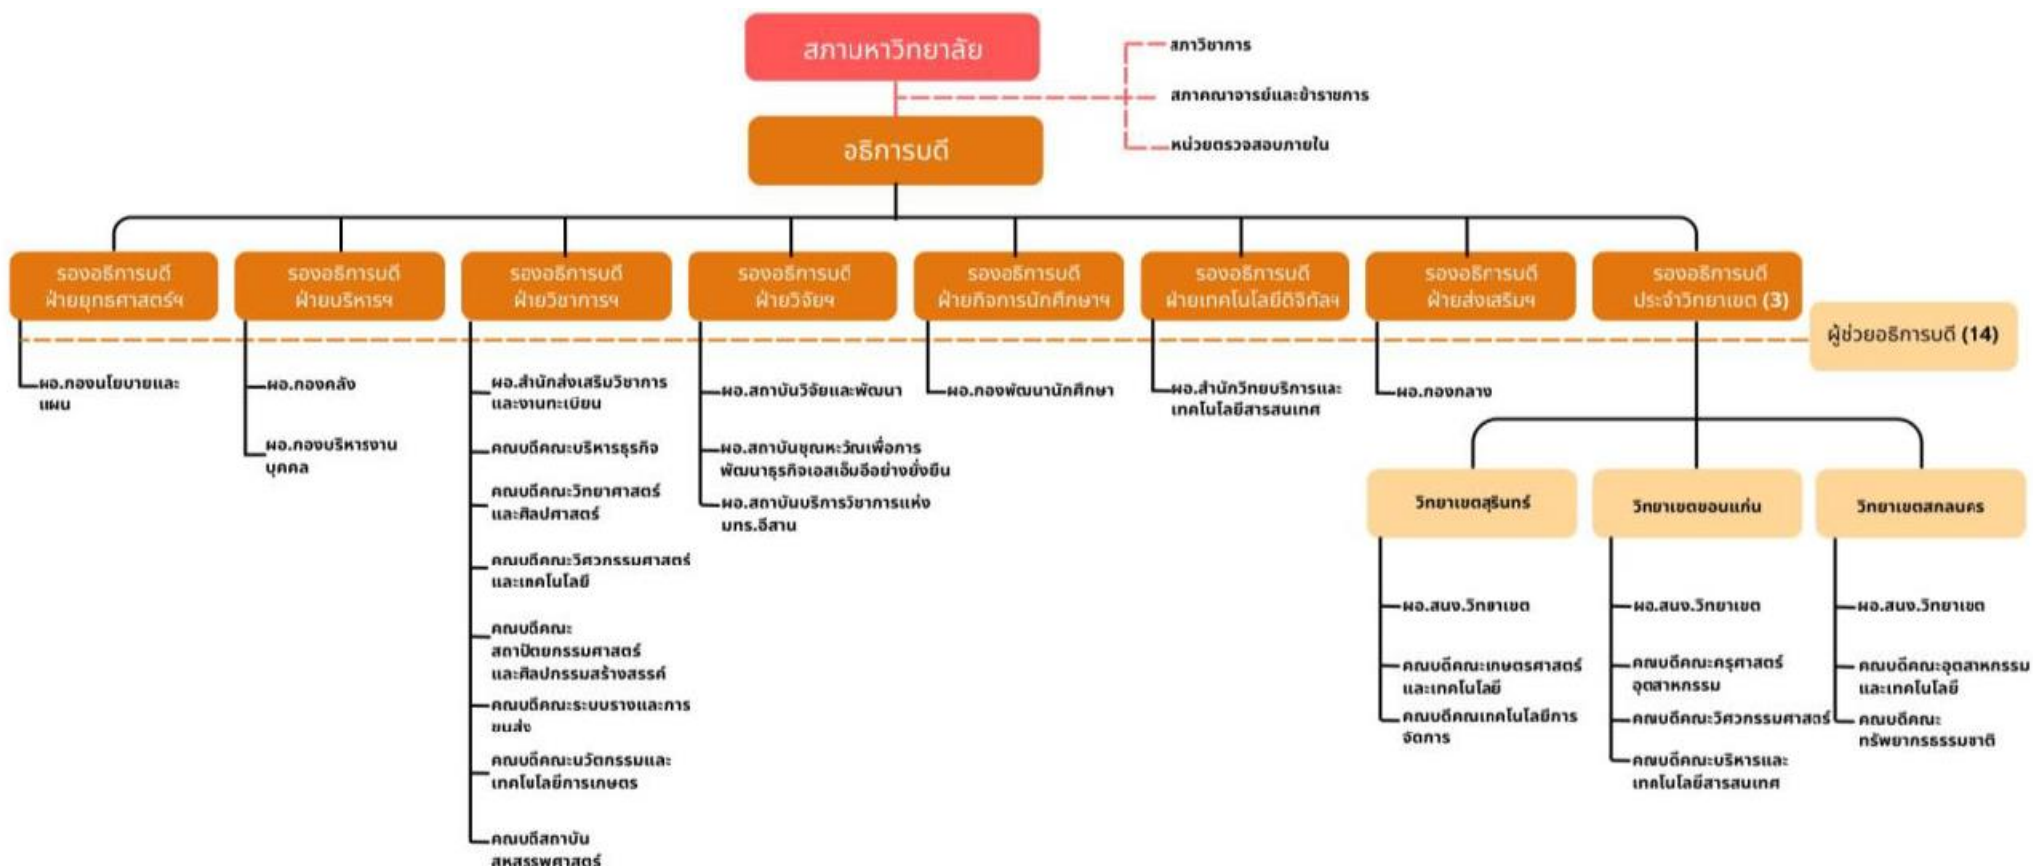 สภามหาวิทยาลัย
สภาวิชาการ
สภาคณาจารย์และข้าราชการ
หน่วยตรวจสอบภายใน
อธิการบดี
รองอธิการบดี
ฝ่ายยุทธศาสตร์ฯ
รองอธิการบดี
ฝ่ายบริหารฯ
รองอธิการบดี
ฝ่ายวิชาการฯ
รองอธิการบดี
ฝ่ายวิจัยฯ
รองอธิการบดี
ฝ่ายกิจการนักศึกษาฯ
รองอธิการบดี
ฝ่ายเทคโนโลยีดิจิทัลฯ
รองอธิการบดี
ฝ่ายส่งเสริมฯ
รองอธิการบดี
ประจำวิทยาเขต (3)
ผู้ช่วยอธิการบดี (14)
ผอ.กองนโยบายและ
แผน
ผอ.กองคลัง
ผอ.กองบริหารงาน
บุคคล
ผอ.สำนักส่งเสริมวิชาการ
และงานทะเบียน
คณบดีคณะบริหารธุรกิจ
คณบดีคณะวิทยาศาสตร์
และศิลปศาสตร์
คณบดีคณะวิศวกรรมศาสตร์
และเทคโนโลยี
คณบดีคณะ
สถาปัตยกรรมศาสตร์
และศิลปกรรมสร้างสรรค์
คณบดีคณะระบบรางและการ
ขนส่ง
คณบดีคณะนวัตกรรมและ
เทคโนโลยีการเกษตร
คณบดีสถาบัน
สหสรรพศาสตร์
ผอ.สถาบันวิจัยและพัฒนา
ผอ.สถาบันชุณหะวัณเพื่อการ
พัฒนาธุรกิจเอสเอ็มอีอย่างยั่งยืน
ผอ.สถาบันบริการวิชาการแห่ง
มทร.อีสาน
ผอ.กองพัฒนานักศึกษา
ผอ.สำนักวิทยบริการและ
เทคโนโลยีสารสนเทศ
ผอ.กองกลาง
วิทยาเขตสุรินทร์
ผอ.สนง.วิทยาเขต
คณบดีคณะเกษตรศาสตร์
และเทคโนโลยี
คณบดีคณเทคโนโลยีการ
จัดการ
วิทยาเขตขอนแก่น
ผอ.สนง.วิทยาเขต
คณบดีคณะครุศาสตร์
อุตสาหกรรม
คณบดีคณะวิศวกรรมศาสตร์
คณบดีคณะบริหารและ
เทคโนโลยีสารสนเทศ
วิทยาเขตสกลนคร
ผอ.สนง.วิทยาเขต
คณบดีคณะอุตสาหกรรม
และเทคโนโลยี
คณบดีคณะ
ทรัพยากรธรรมชาติ